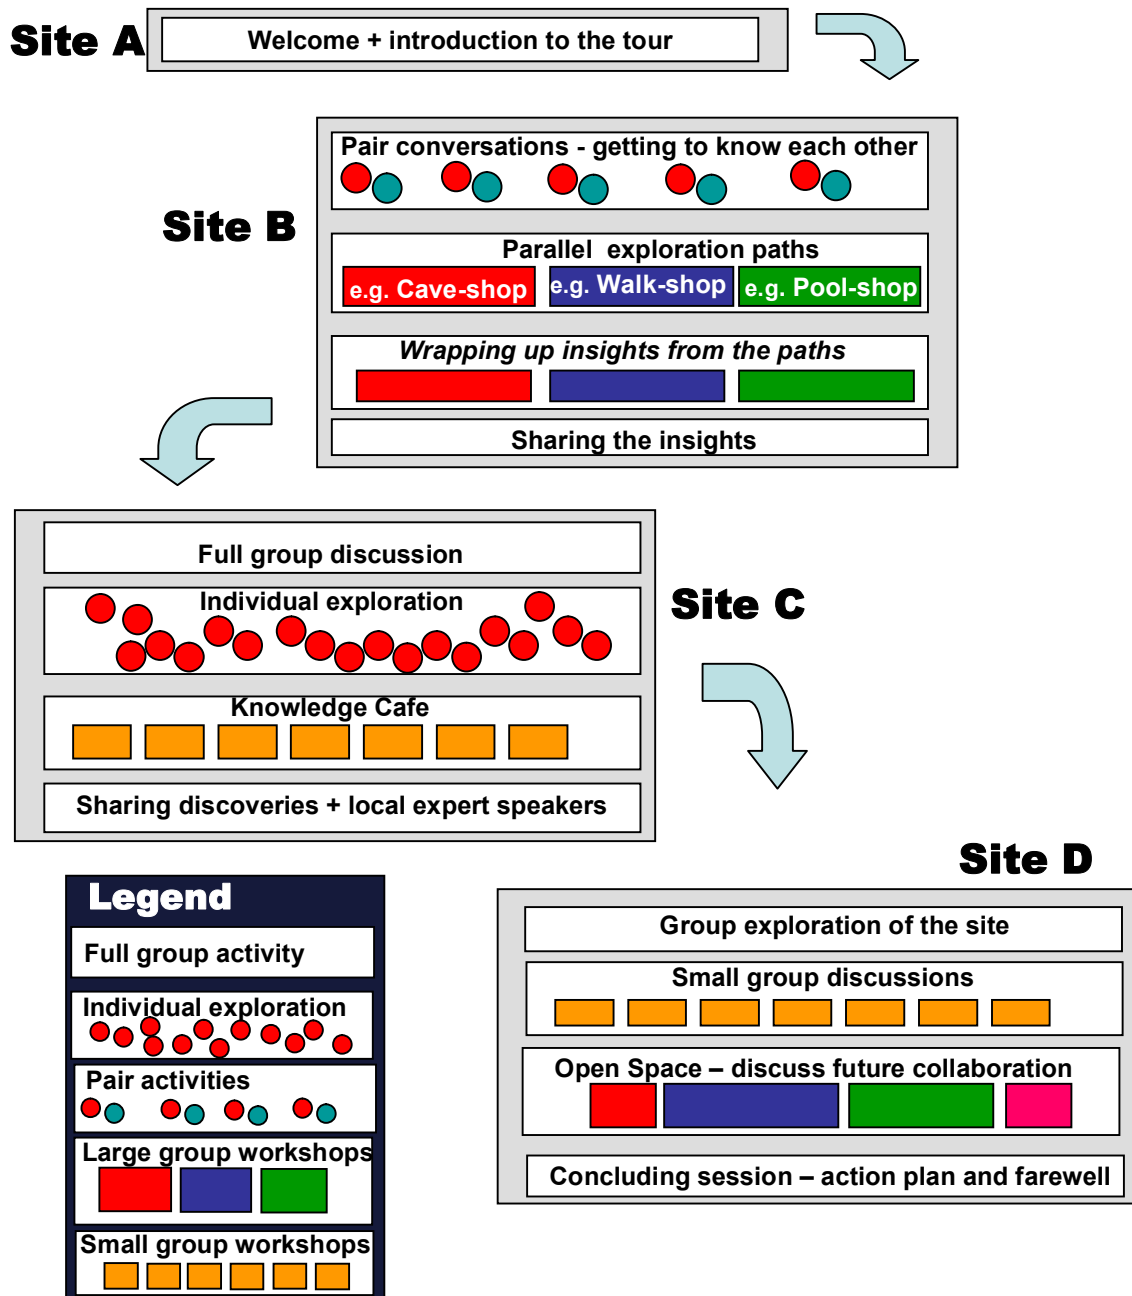 Site A
Welcome + introduction to the tour
Site B
Pair conversations - getting to know each other
Parallel exploration paths
e.g. Cave-shop
e.g. Walk-shop
e.g. Pool-shop
Wrapping up insights from the paths
Sharing the insights
Site C
Full group discussion
Individual exploration
Knowledge Cafe
Sharing discoveries + local expert speakers
Site D
Group exploration of the site
Small group discussions
Open Space – discuss future collaboration
Concluding session – action plan and farewell
Legend
Full group activity
Individual exploration
Pair activities
Large group workshops
Small group workshops